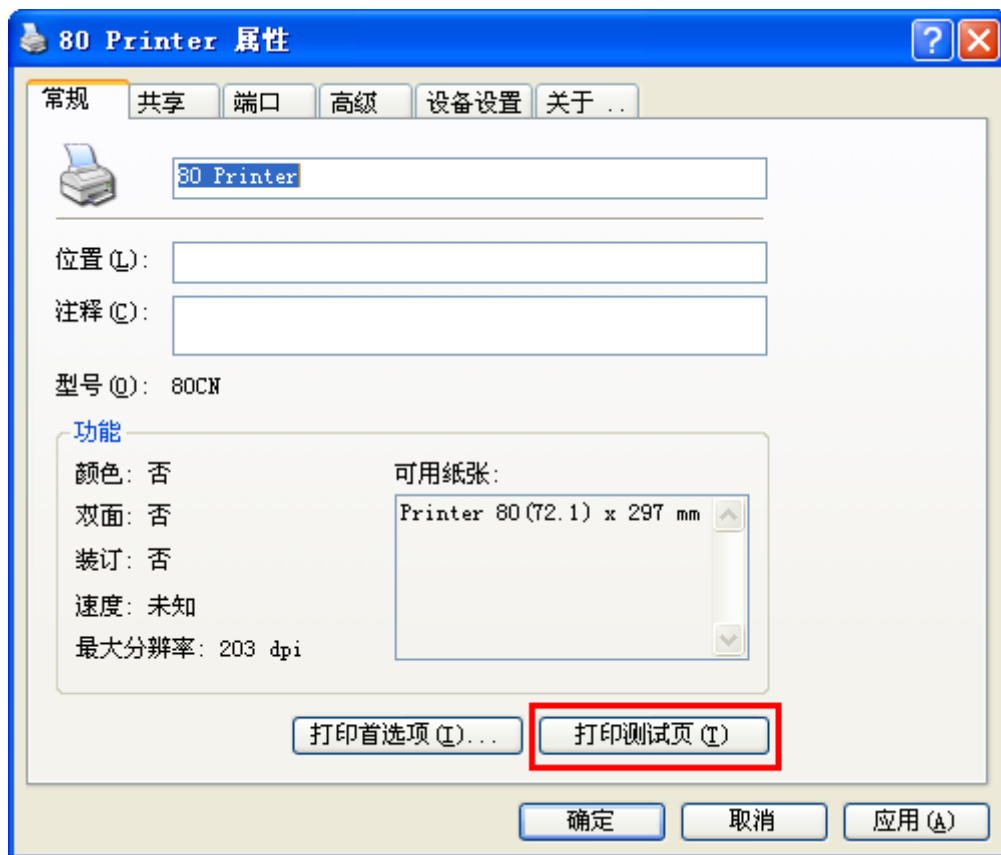 80 Printer 属性
常规 共享 端口 高级 设备设置 关于 ..
80 Printer
位置(L):
注释(C):
型号(O): 80CN
功能
颜色: 否 可用纸张:
双面: 否 Printer 80(72.1) x 297 mm
装订: 否
速度: 未知
最大分辨率: 203 dpi
打印首选项(I)... 打印测试页(T)
确定 取消 应用(A)